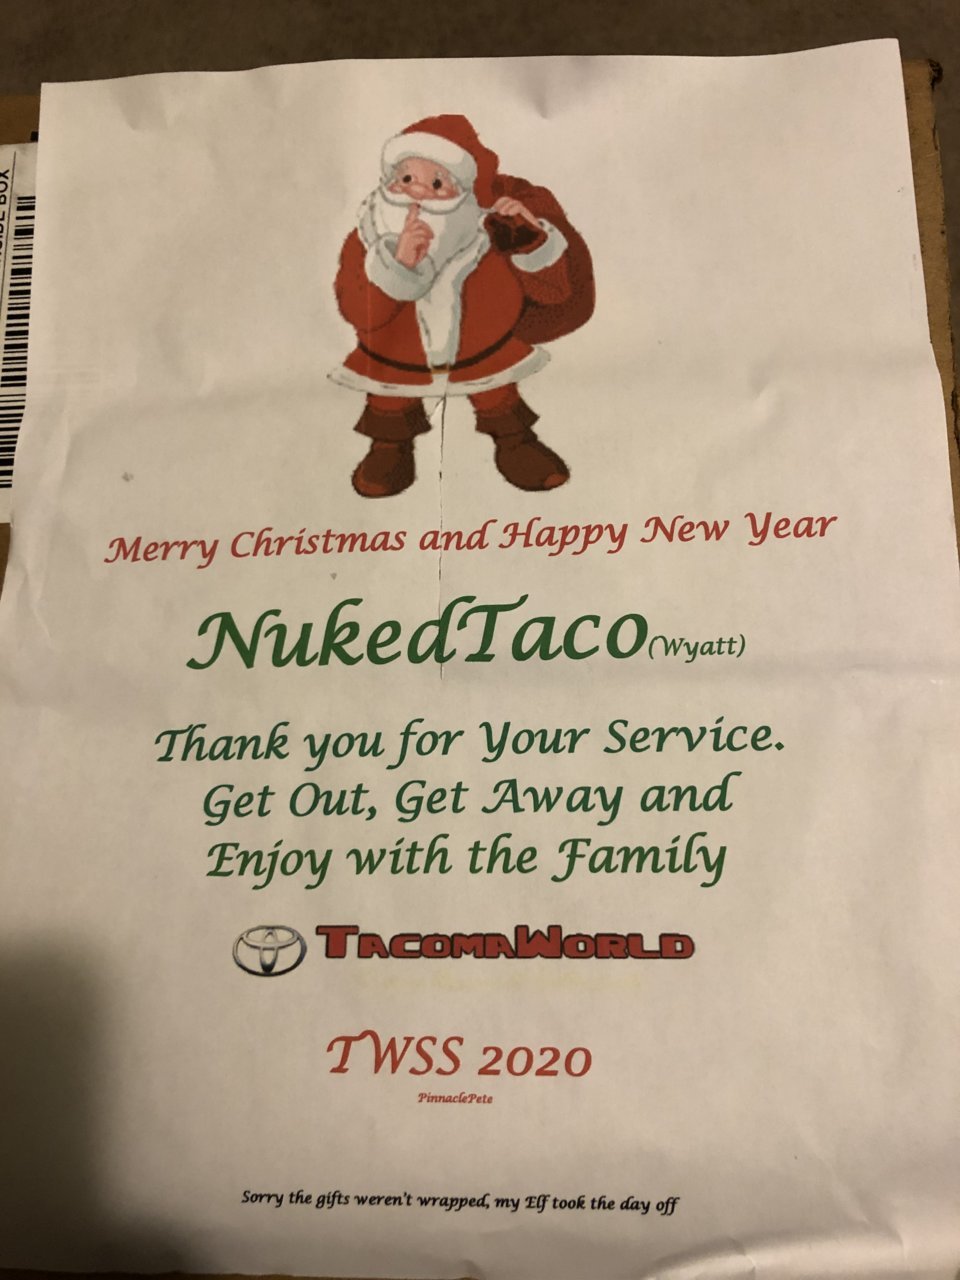 Merry Christmas and Happy New Year
NukedTaco(Wyatt)
Thank you for Your Service.
Get Out, Get Away and
Enjoy with the Family
TACOMAWORLD
TWSS 2020
PinnaclePete
Sorry the gifts weren't wrapped, my Elf took the day off